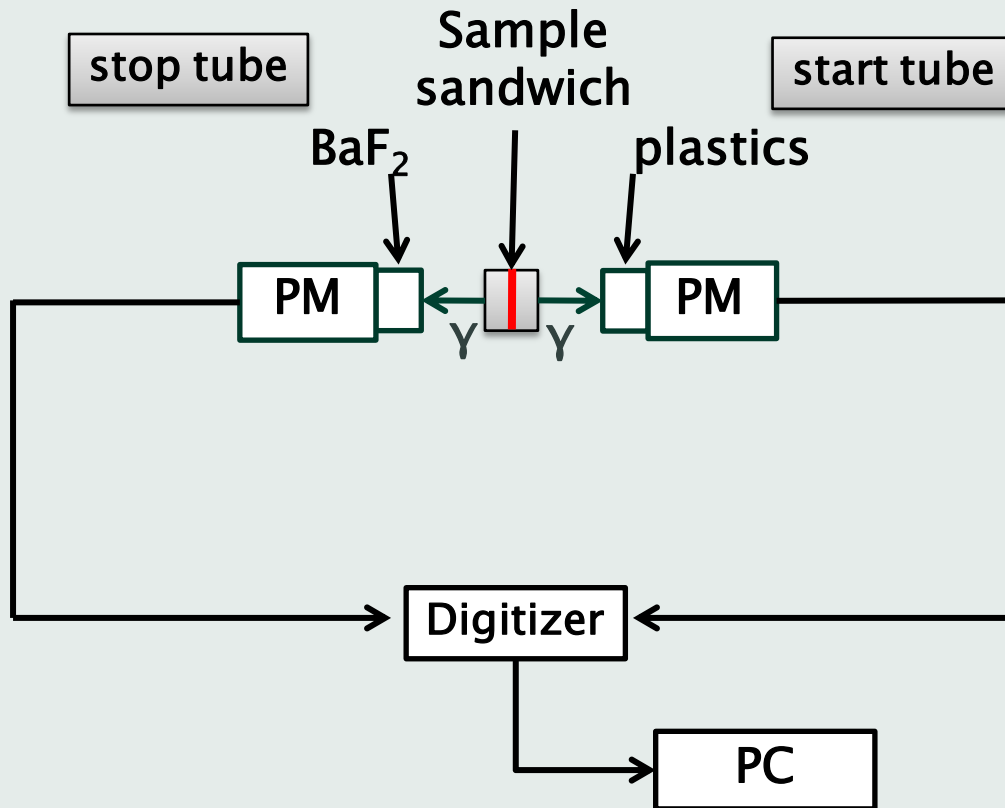 stop tube
Sample
sandwich
start tube
BaF₂
plastics
PM
PM
γ
γ
Digitizer
PC